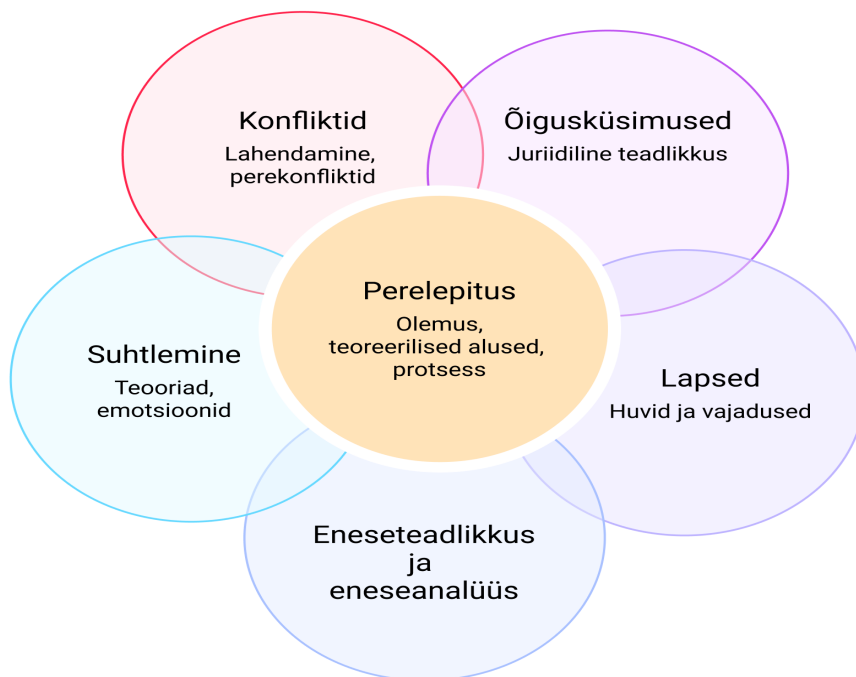 Konfliktid
Lahendamine,
perekonfliktid
Õigusküsimused
Juriidiline teadlikkus
Perelepitus
Olemus,
teoreerilised alused,
protsess
Suhtlemine
Teooriad,
emotsioonid
Lapsed
Huvid ja vajadused
Eneseteadlikkus
ja
eneseanalüüs